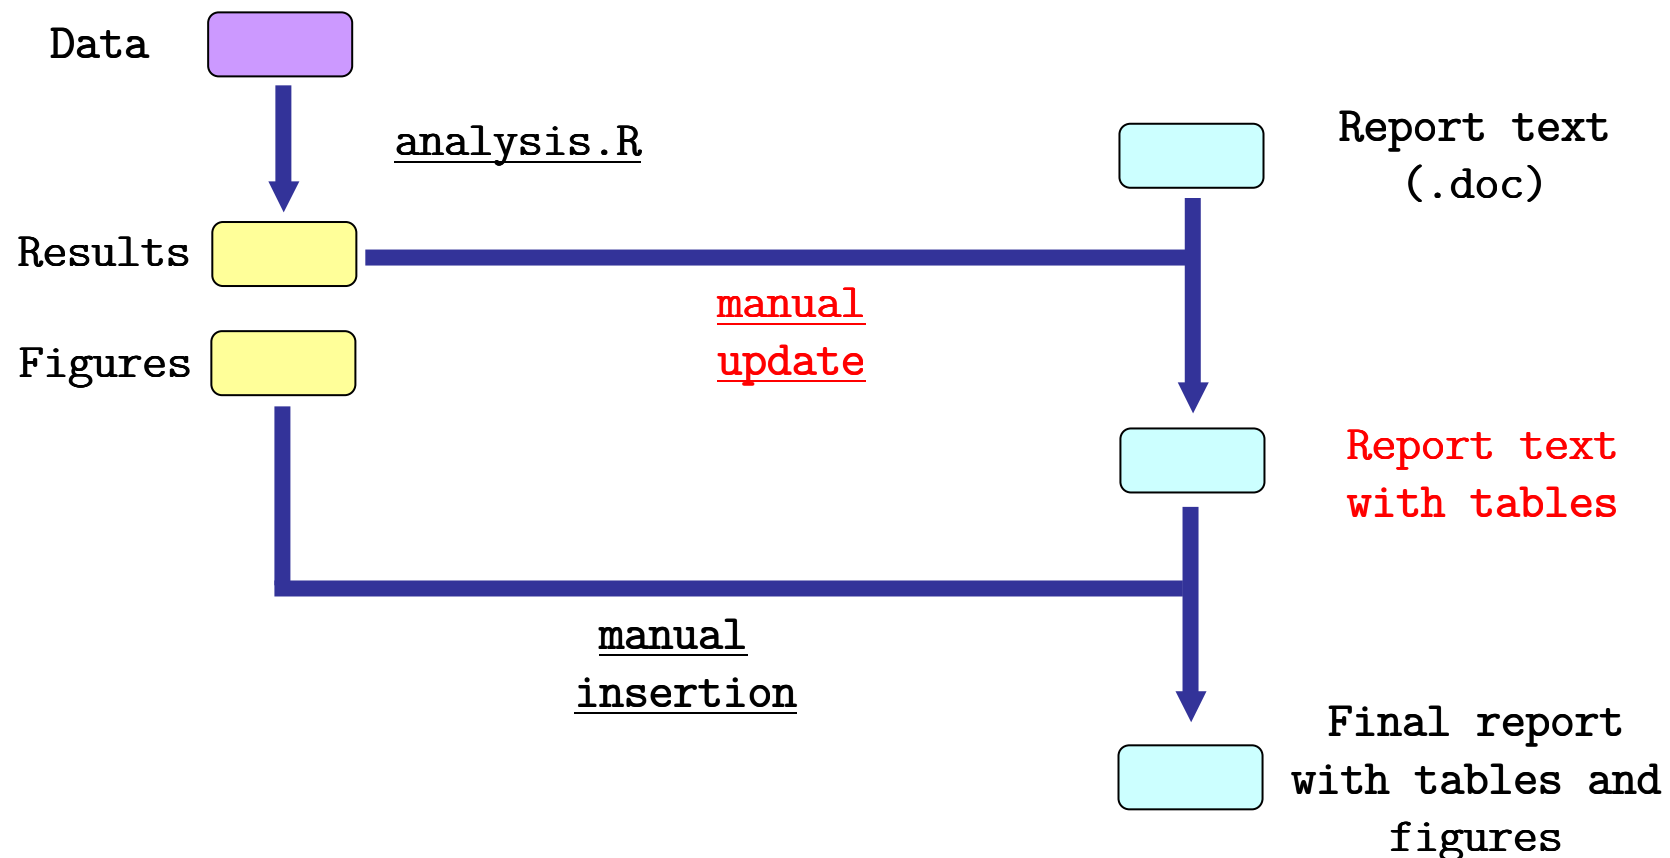 Data
analysis.R
Report text
(.doc)
Results
manual
update
Figures
Report text
with tables
manual
insertion
Final report
with tables and
figures